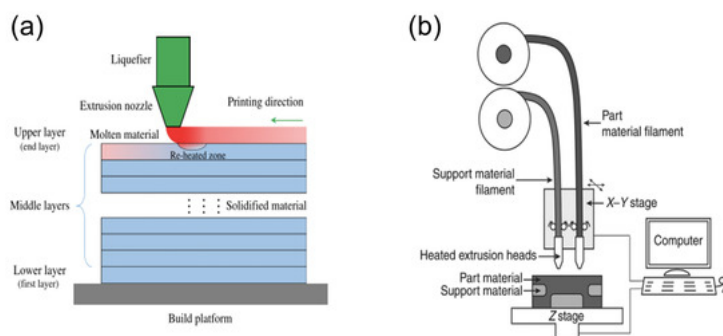 (a)
Liquefier
Extrusion nozzle
Printing direction
Upper layer
(end layer)
Molten material
Re-heated zone
Middle layers
Solidified material
Lower layer
(first layer)
Build platform
(b)
Part
material
filament
Support material
filament
X–Y stage
Heated extrusion heads
Computer
Part material
Support material
Z stage